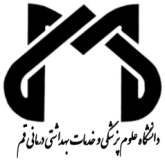 دانشگاه علوم پزشکی و خدمات بهداشتی درمانی قم